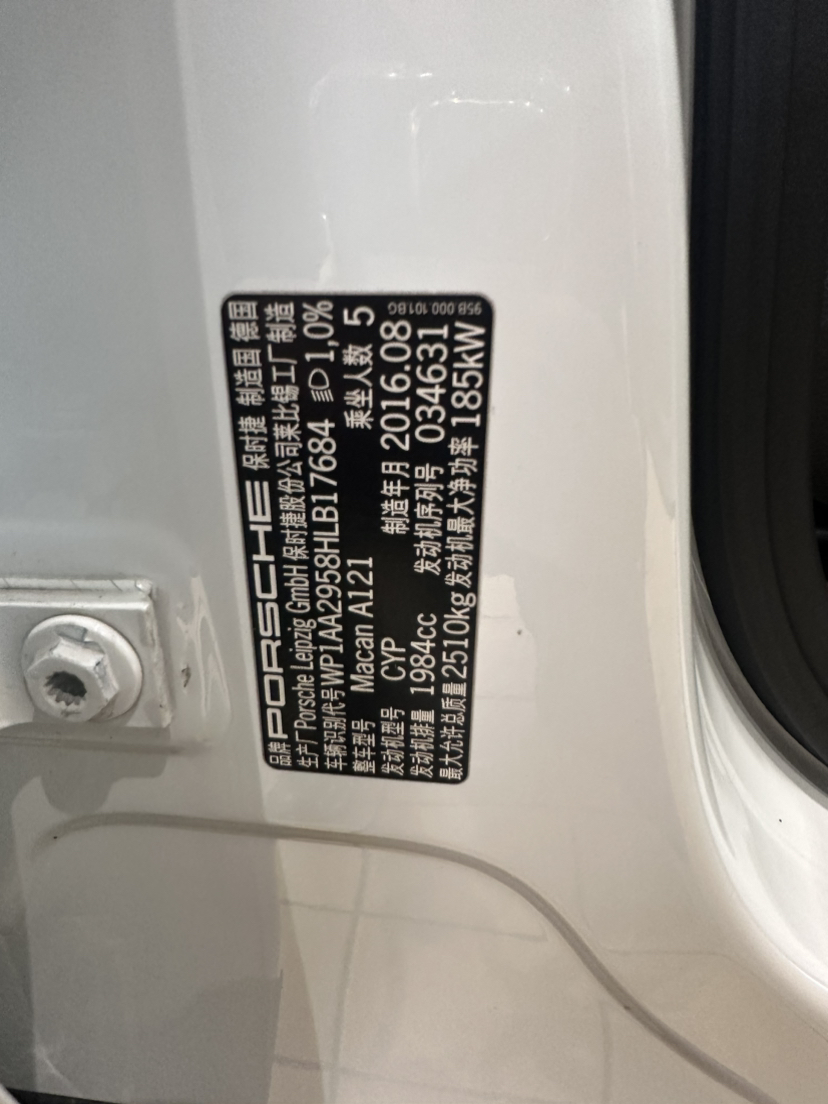 品牌 PORSCHE 保时捷 制造国 德国
生产厂 Porsche Leipzig GmbH 保时捷股份公司莱比锡工厂制造
车辆识别代号 WP1AA2958HLB17684 1,0%
整车型号 Macan A121 乘坐人数 5
发动机型号 CYP 制造年月 2016.08
发动机排量 1984cc 发动机序列号 034631
最大允许总质量 2510kg 发动机最大净功率 185kW
95B.000.101.BG